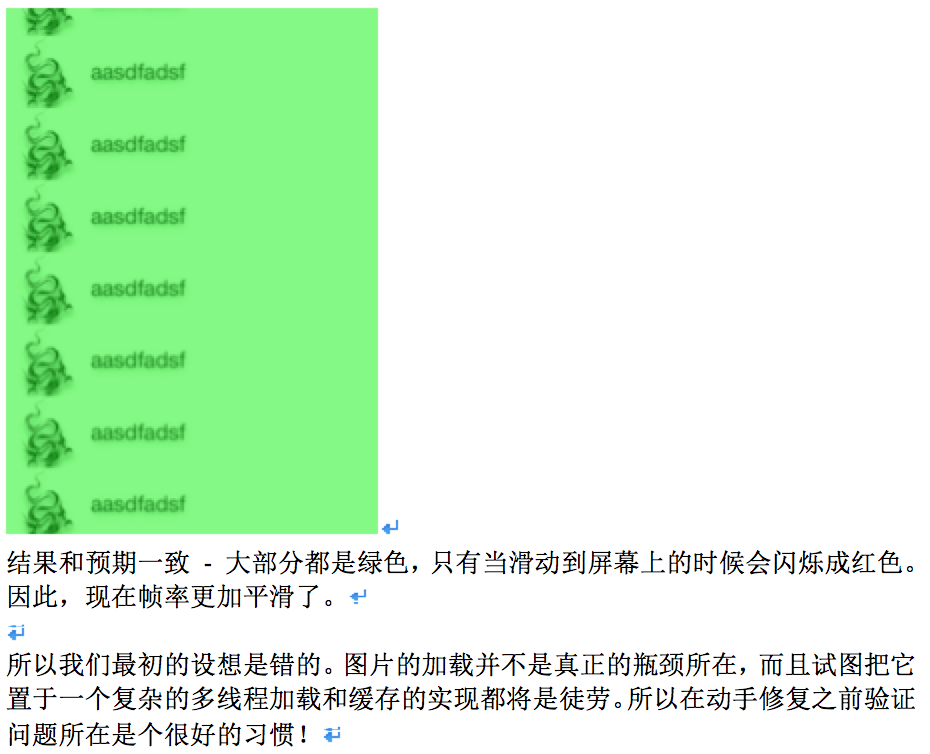 aasdfadsf
aasdfadsf
aasdfadsf
aasdfadsf
aasdfadsf
aasdfadsf
aasdfadsf
结果和预期一致 - 大部分都是绿色，只有当滑动到屏幕上的时候会闪烁成红色。
因此，现在帧率更加平滑了。
所以我们最初的设想是错的。图片的加载并不是真正的瓶颈所在，而且试图把它
置于一个复杂的多线程加载和缓存的实现都将是徒劳。所以在动手修复之前验证
问题所在是个很好的习惯！